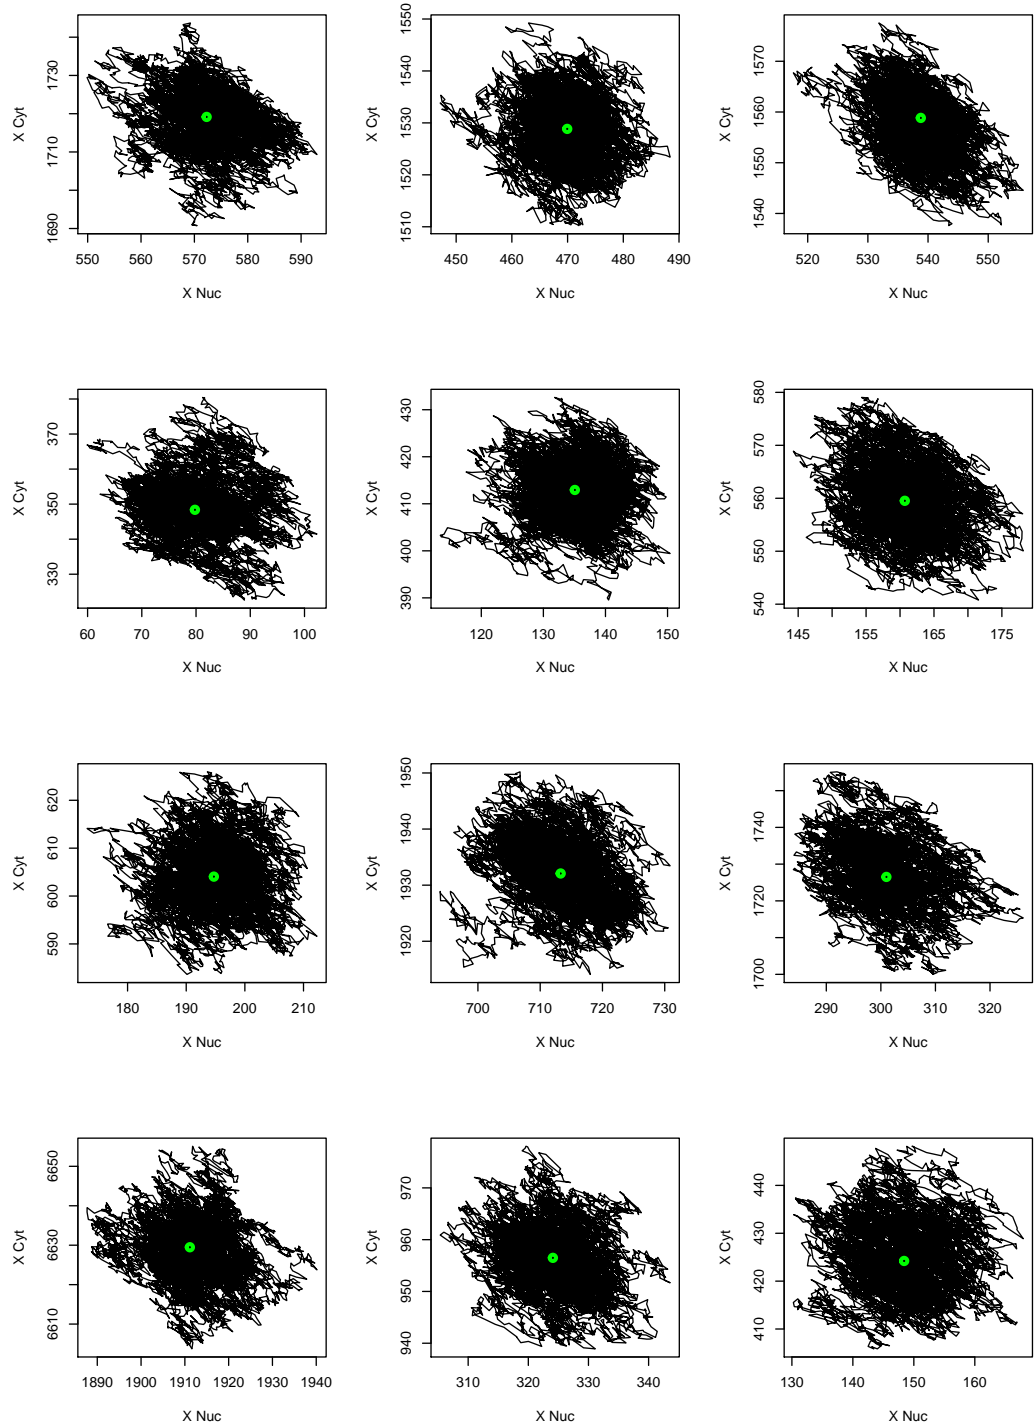 X Cyt
1690 1710 1730
550 560 570 580 590
X Nuc
X Cyt
1510 1520 1530 1540 1550
450 460 470 480 490
X Nuc
X Cyt
1540 1550 1560 1570
520 530 540 550
X Nuc
X Cyt
330 350 370
60 70 80 90 100
X Nuc
X Cyt
390 400 410 420 430
120 130 140 150
X Nuc
X Cyt
540 550 560 570 580
145 155 165 175
X Nuc
X Cyt
590 600 610 620
180 190 200 210
X Nuc
X Cyt
1920 1930 1940 1950
700 710 720 730
X Nuc
X Cyt
1700 1720 1740
290 300 310 320
X Nuc
X Cyt
6610 6630 6650
1890 1900 1910 1920 1930 1940
X Nuc
X Cyt
940 950 960 970
310 320 330 340
X Nuc
X Cyt
410 420 430 440
130 140 150 160
X Nuc